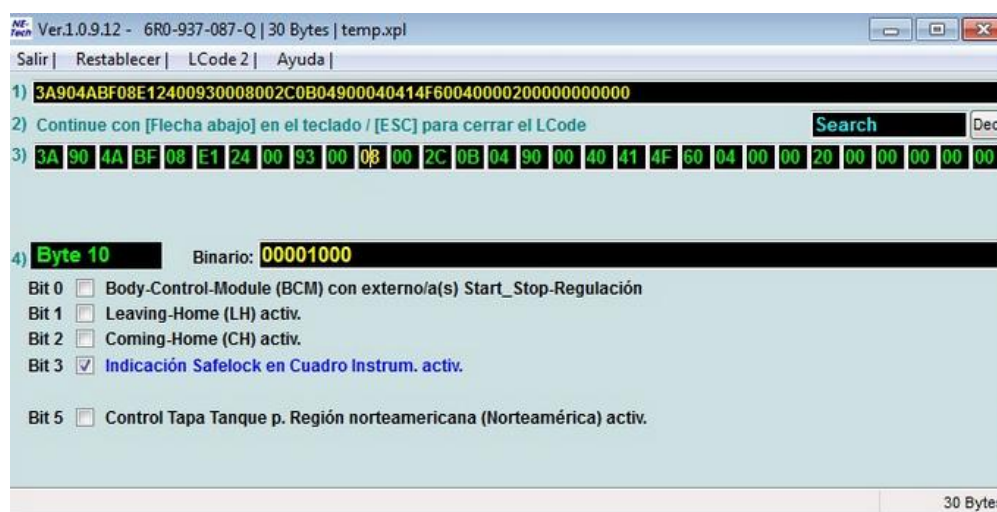 NE-Tech Ver.1.0.9.12 - 6R0-937-087-Q | 30 Bytes | temp.xpl
Salir | Restablecer | LCode 2 | Ayuda |
1) 3A904ABF08E12400930008002C0B04900040414F60040000200000000000
2) Continue con [Flecha abajo] en el teclado / [ESC] para cerrar el LCode Search Dec
3) 3A 90 4A BF 08 E1 24 00 93 00 08 00 2C 0B 04 90 00 40 41 4F 60 04 00 00 20 00 00 00 00 00
4) Byte 10 Binario: 00001000
Bit 0 Body-Control-Module (BCM) con externo/a(s) Start_Stop-Regulación
Bit 1 Leaving-Home (LH) activ.
Bit 2 Coming-Home (CH) activ.
Bit 3 Indicación Safelock en Cuadro Instrum. activ.
Bit 5 Control Tapa Tanque p. Región norteamericana (Norteamérica) activ.
30 Bytes